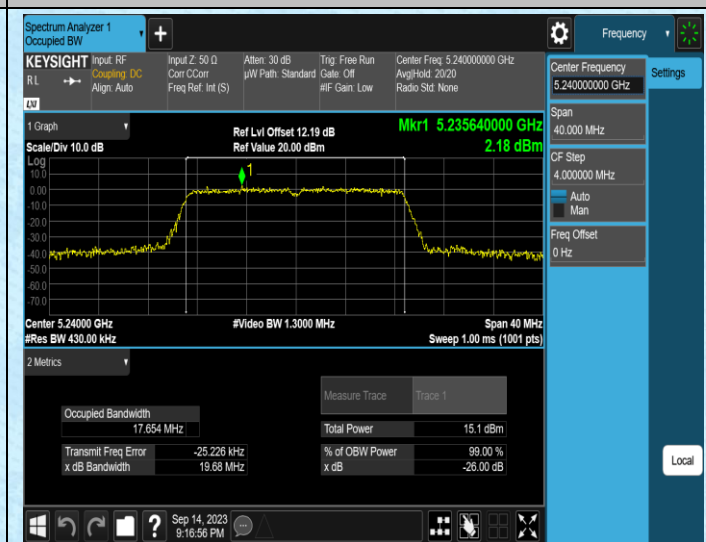 Spectrum Analyzer 1
Occupied BW
+
Frequency
KEYSIGHT
RL
LXI
Input: RF
Coupling: DC
Align: Auto
Input Z: 50 Ω
Corr CCorr
Freq Ref: Int (S)
Atten: 30 dB
µW Path: Standard
Trig: Free Run
Gate: Off
#IF Gain: Low
Center Freq: 5.240000000 GHz
Avg|Hold: 20/20
Radio Std: None
Center Frequency
5.240000000 GHz
Settings
Span
40.000 MHz
CF Step
4.000000 MHz
Auto
Man
Freq Offset
0 Hz
1 Graph
Scale/Div 10.0 dB
Ref Lvl Offset 12.19 dB
Ref Value 20.00 dBm
Mkr1 5.235640000 GHz
2.18 dBm
Log
10.0
0.00
-10.0
-20.0
-30.0
-40.0
-50.0
-60.0
-70.0
1
Center 5.24000 GHz
#Res BW 430.00 kHz
#Video BW 1.3000 MHz
Span 40 MHz
Sweep 1.00 ms (1001 pts)
2 Metrics
Measure Trace
Trace 1
Occupied Bandwidth
17.654 MHz
Total Power
15.1 dBm
Transmit Freq Error
-25.226 kHz
% of OBW Power
99.00 %
x dB Bandwidth
19.68 MHz
x dB
-26.00 dB
Local
?
Sep 14, 2023
9:16:56 PM